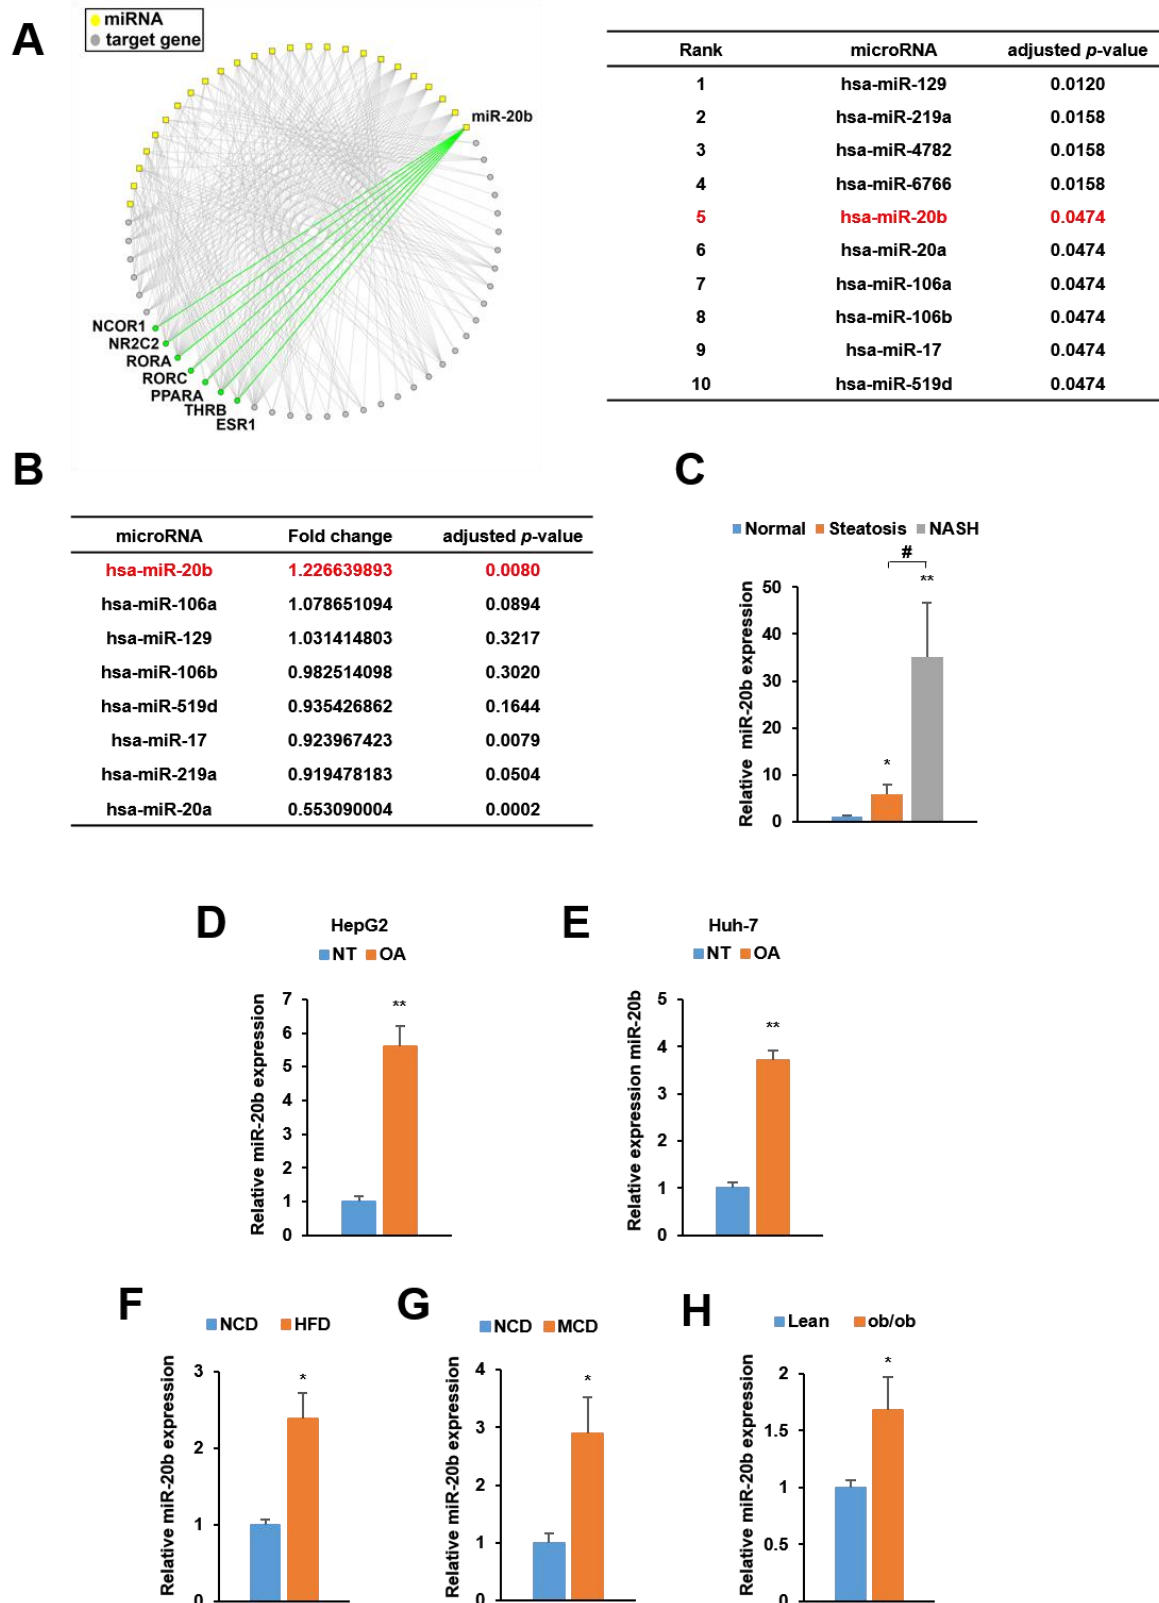 A
miRNA
target gene
miR-20b
NCOR1
NR2C2
RORA
RORC
PPARA
THRB
ESR1
Rank microRNA adjusted p-value
1 hsa-miR-129 0.0120
2 hsa-miR-219a 0.0158
3 hsa-miR-4782 0.0158
4 hsa-miR-6766 0.0158
5 hsa-miR-20b 0.0474
6 hsa-miR-20a 0.0474
7 hsa-miR-106a 0.0474
8 hsa-miR-106b 0.0474
9 hsa-miR-17 0.0474
10 hsa-miR-519d 0.0474
B
microRNA Fold change adjusted p-value
hsa-miR-20b 1.226639893 0.0080
hsa-miR-106a 1.078651094 0.0894
hsa-miR-129 1.031414803 0.3217
hsa-miR-106b 0.982514098 0.3020
hsa-miR-519d 0.935426862 0.1644
hsa-miR-17 0.923967423 0.0079
hsa-miR-219a 0.919478183 0.0504
hsa-miR-20a 0.553090004 0.0002
C
Normal Steatosis NASH
#
**
*
Relative miR-20b expression
50
40
30
20
10
0
D
HepG2
NT OA
**
Relative miR-20b expression
7
6
5
4
3
2
1
0
E
Huh-7
NT OA
**
Relative expression miR-20b
5
4
3
2
1
0
F
NCD HFD
*
Relative miR-20b expression
3
2
1
0
G
NCD MCD
*
Relative miR-20b expression
4
3
2
1
0
H
Lean ob/ob
*
Relative miR-20b expression
2
1.5
1
0.5
0